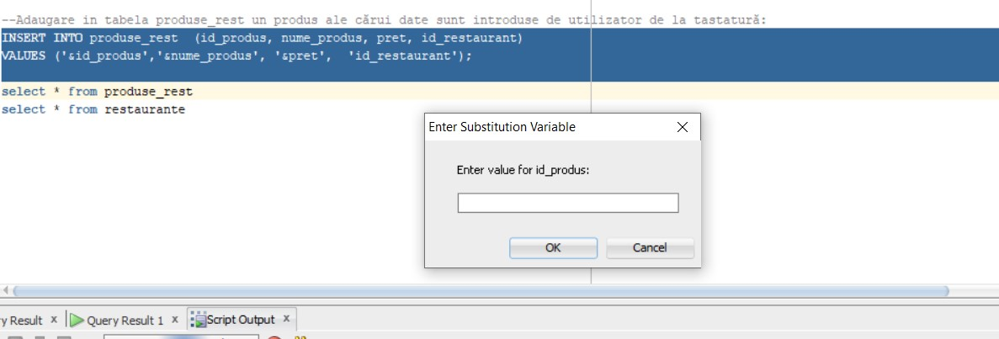 --Adaugare in tabela produse_rest un produs ale cărui date sunt introduse de utilizator de la tastatură:
INSERT INTO produse_rest  (id_produs, nume_produs, pret, id_restaurant)
VALUES ('&id_produs','&nume_produs', '&pret',  'id_restaurant');
select * from produse_rest
select * from restaurante
Enter Substitution Variable
Enter value for id_produs:
OK Cancel
y Result x Query Result 1 x Script Output x